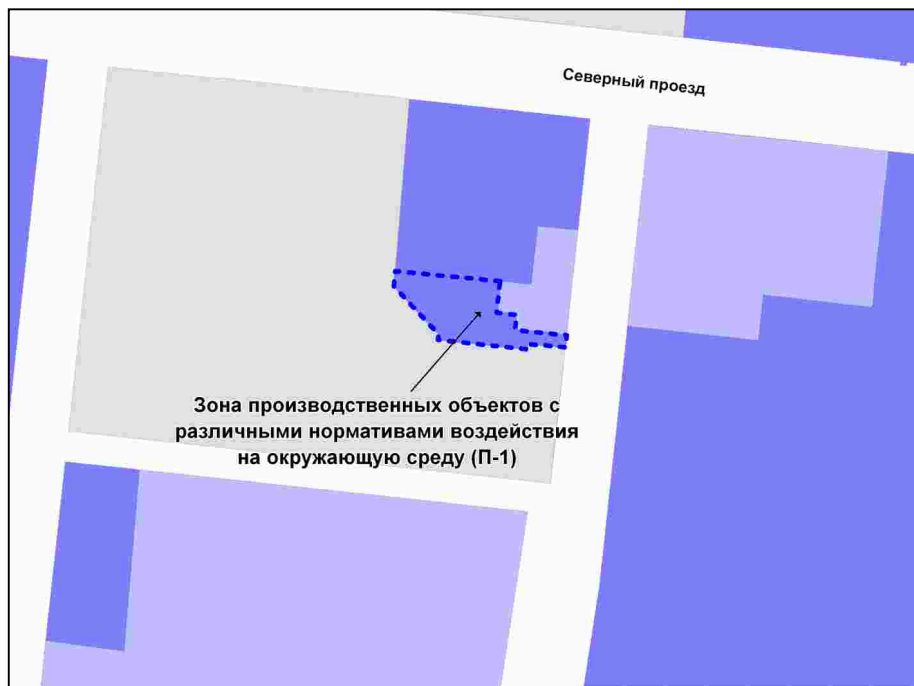 Северный проезд
Зона производственных объектов с
различными нормативами воздействия
на окружающую среду (П-1)